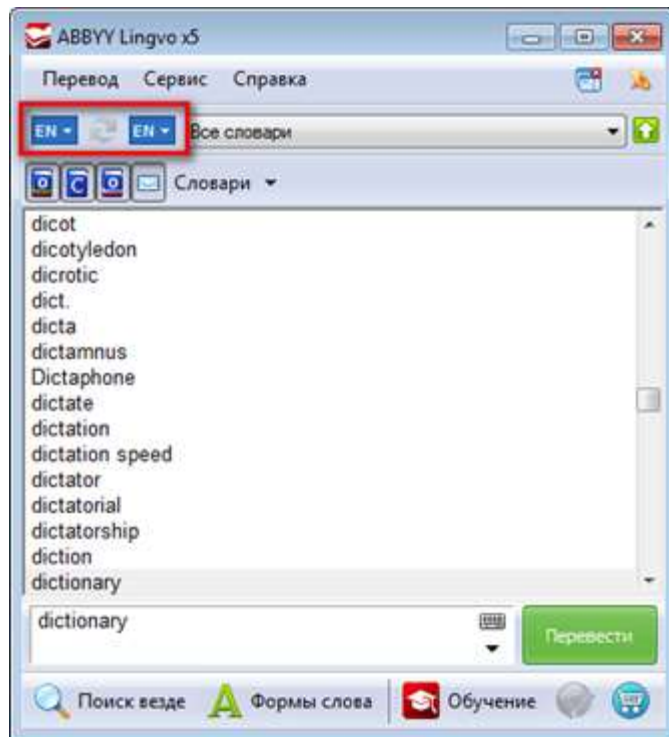 ABBYY Lingvo x5
Перевод Сервис Справка
EN EN Все словари
Словари
dicot
dicotyledon
dicrotic
dict.
dicta
dictamnus
Dictaphone
dictate
dictation
dictation speed
dictator
dictatorial
dictatorship
diction
dictionary
dictionary
Перевести
Поиск везде Формы слова Обучение